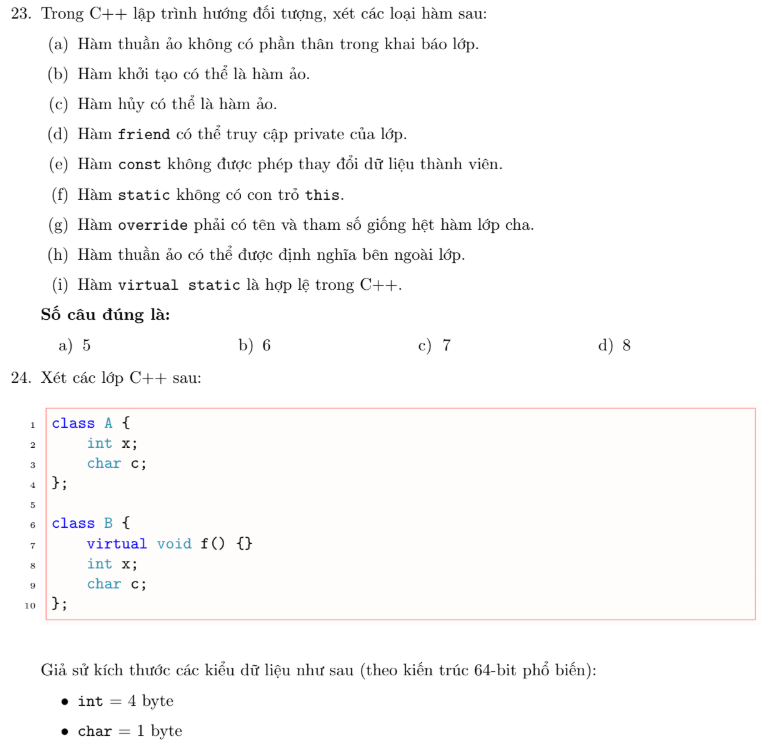 23. Trong C++ lập trình hướng đối tượng, xét các loại hàm sau:
(a) Hàm thuần ảo không có phần thân trong khai báo lớp.
(b) Hàm khởi tạo có thể là hàm ảo.
(c) Hàm hủy có thể là hàm ảo.
(d) Hàm friend có thể truy cập private của lớp.
(e) Hàm const không được phép thay đổi dữ liệu thành viên.
(f) Hàm static không có con trỏ this.
(g) Hàm override phải có tên và tham số giống hệt hàm lớp cha.
(h) Hàm thuần ảo có thể được định nghĩa bên ngoài lớp.
(i) Hàm virtual static là hợp lệ trong C++.
Số câu đúng là:
a) 5 b) 6 c) 7 d) 8
24. Xét các lớp C++ sau:
1 class A {
2 int x;
3 char c;
4 };
5
6 class B {
7 virtual void f() {}
8 int x;
9 char c;
10 };
Giả sử kích thước các kiểu dữ liệu như sau (theo kiến trúc 64-bit phổ biến):
• int = 4 byte
• char = 1 byte